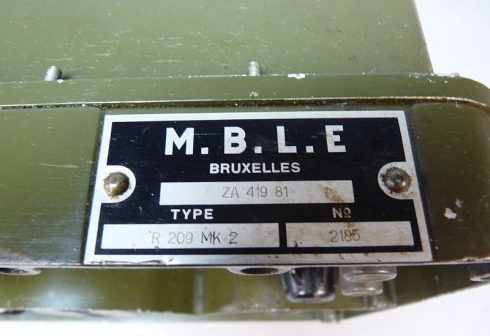 M.B.L.E
BRUXELLES
ZA 419 81
TYPE Nº
R 209 MK 2 2185